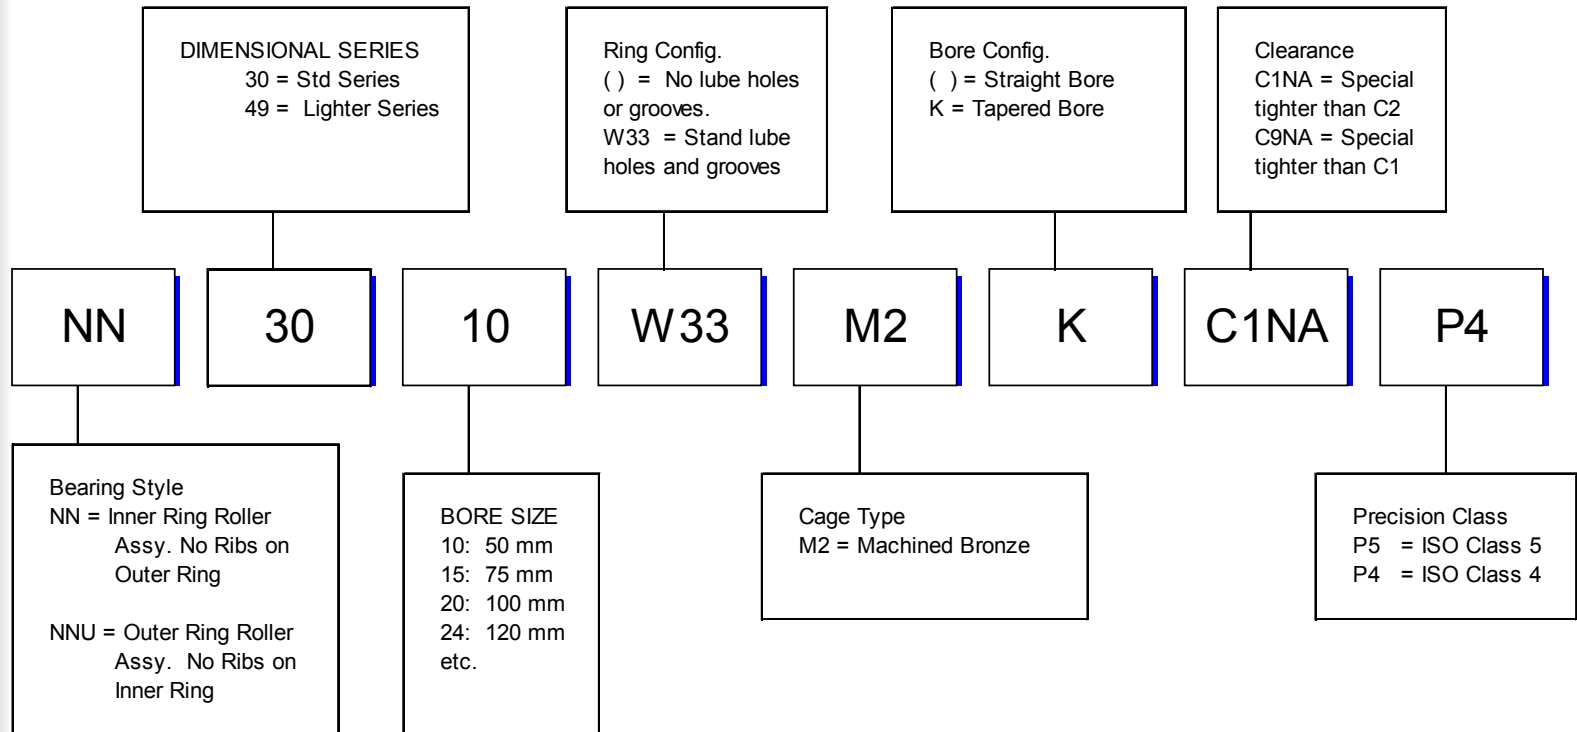 DIMENSIONAL SERIES
30 = Std Series
49 = Lighter Series
Ring Config.
( ) = No lube holes
or grooves.
W33 = Stand lube
holes and grooves
Bore Config.
( ) = Straight Bore
K = Tapered Bore
Clearance
C1NA = Special
tighter than C2
C9NA = Special
tighter than C1
NN
30
10
W33
M2
K
C1NA
P4
Bearing Style
NN = Inner Ring Roller
Assy. No Ribs on
Outer Ring
NNU = Outer Ring Roller
Assy. No Ribs on
Inner Ring
BORE SIZE
10: 50 mm
15: 75 mm
20: 100 mm
24: 120 mm
etc.
Cage Type
M2 = Machined Bronze
Precision Class
P5 = ISO Class 5
P4 = ISO Class 4